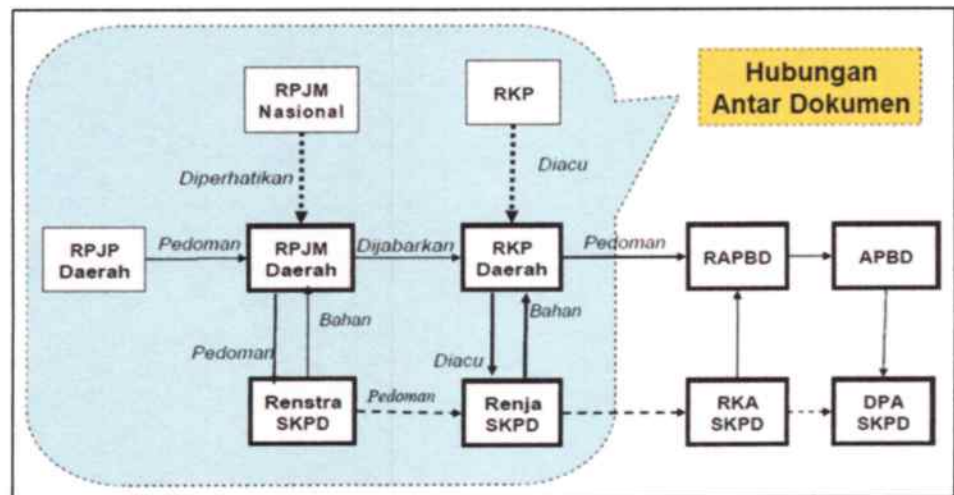 RPJM
Nasional
RKP
Hubungan
Antar Dokumen
Diperhatikan
Diacu
RPJP
Daerah
Pedoman
RPJM
Daerah
Dijabarkan
RKP
Daerah
Pedoman
RAPBD
APBD
Pedoman
Bahan
Diacu
Bahan
Renstra
SKPD
Pedoman
Renja
SKPD
RKA
SKPD
DPA
SKPD